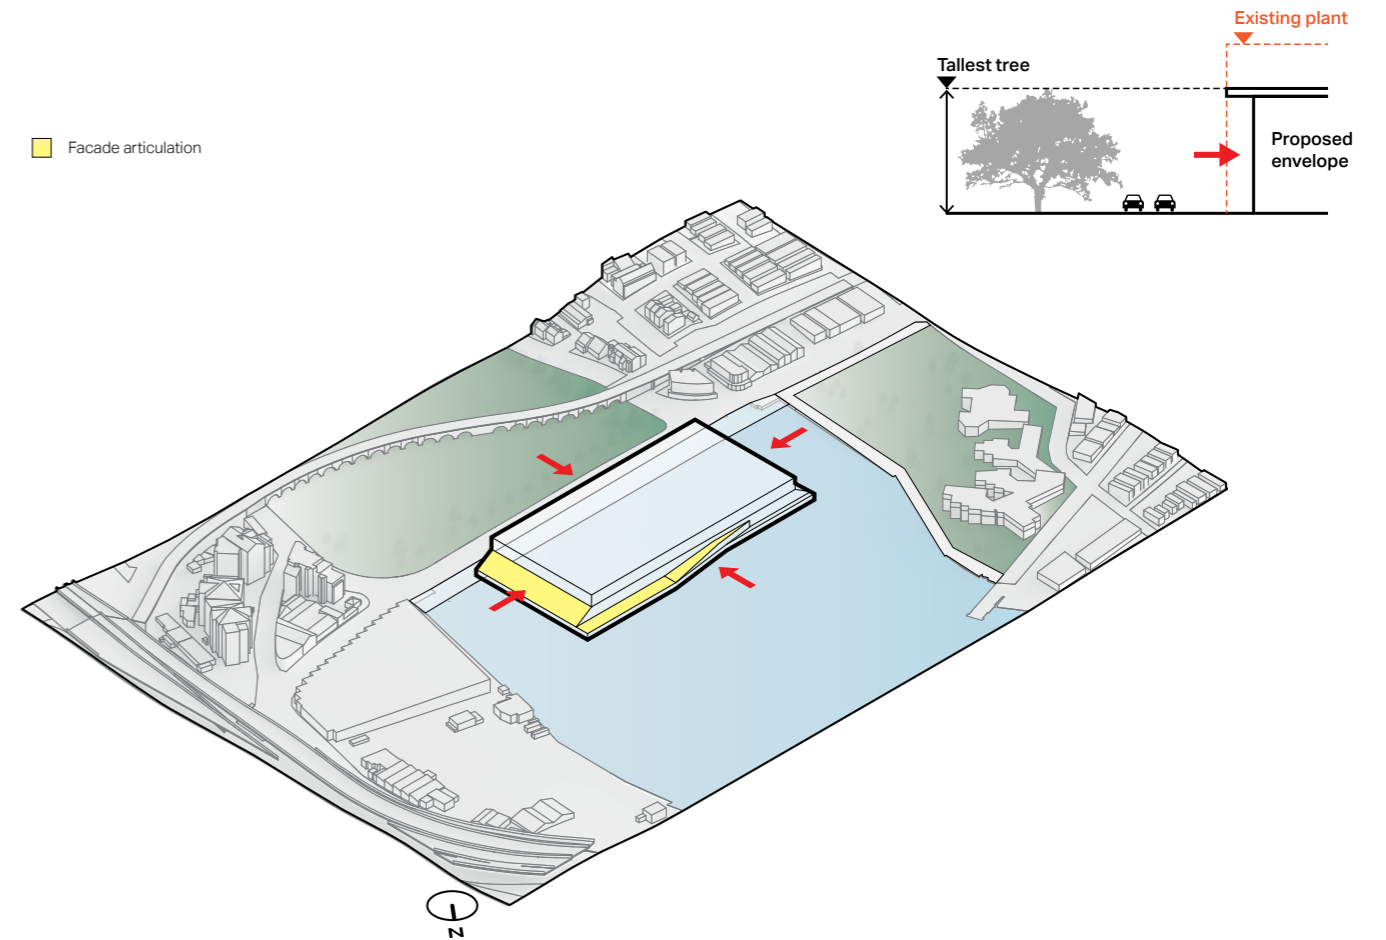 Existing plant
Tallest tree
Proposed
envelope
Facade articulation
N